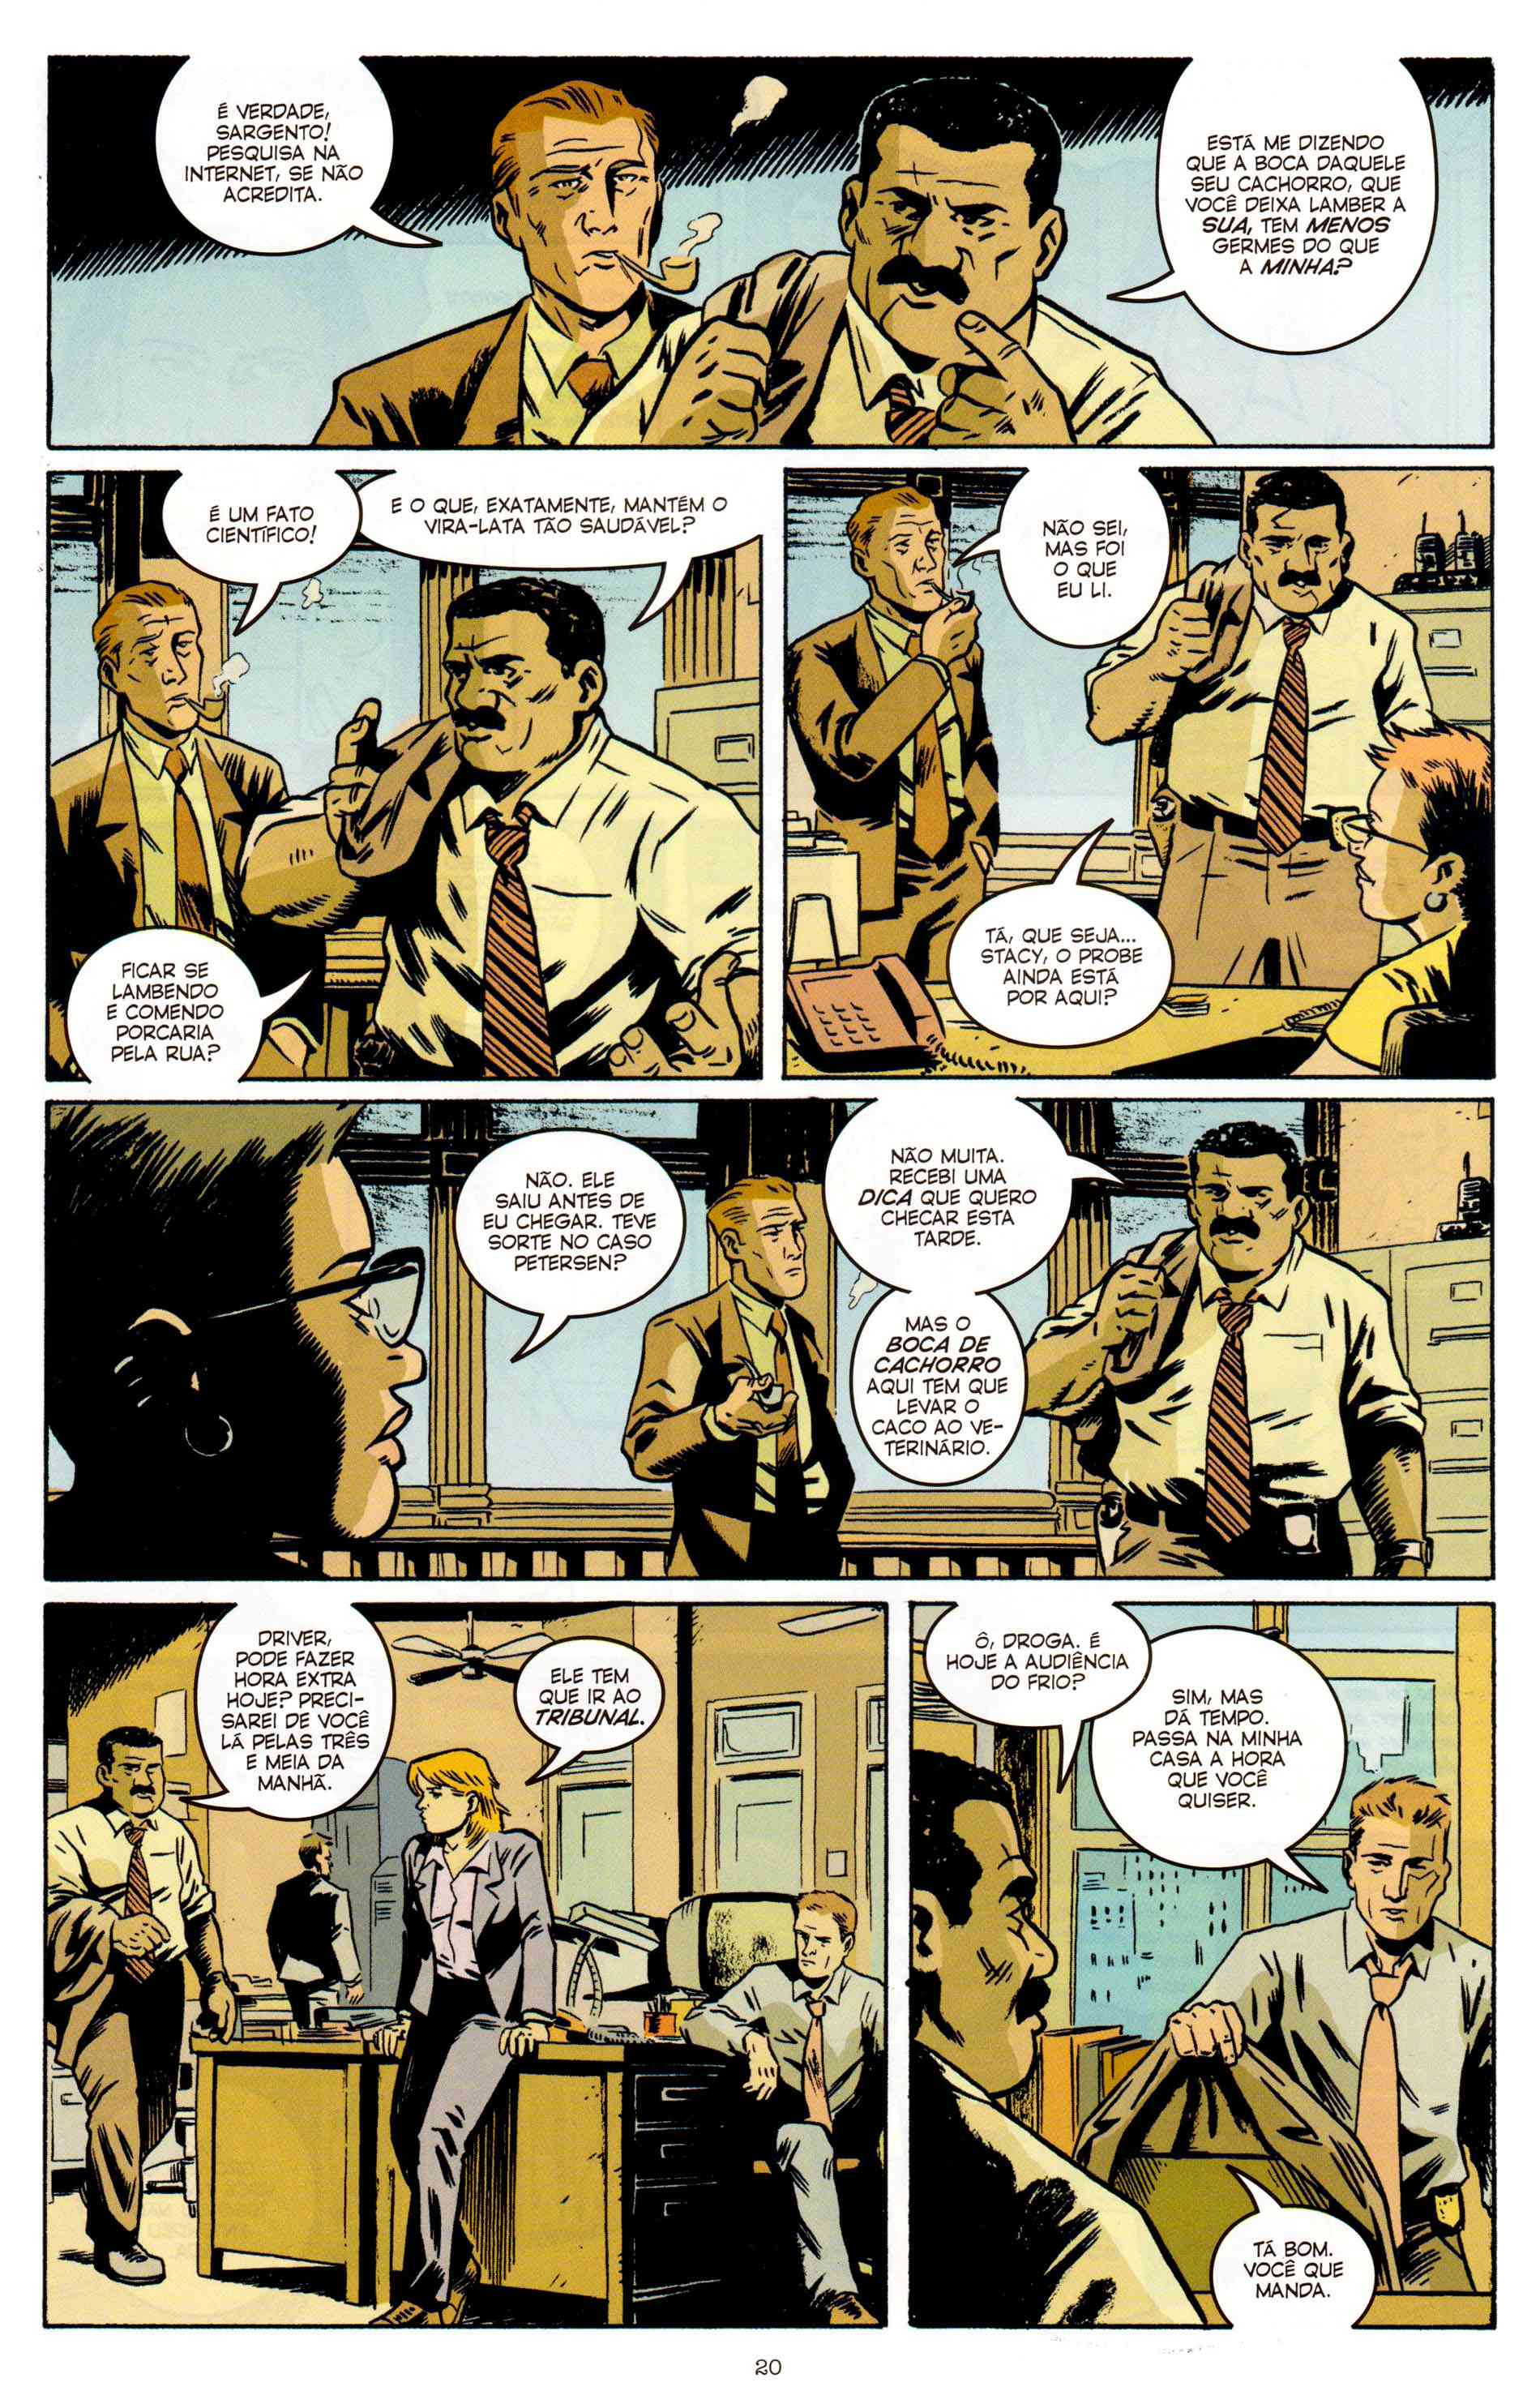 É VERDADE,
SARGENTO!
PESQUISA NA
INTERNET, SE NÃO
ACREDITA.
ESTÁ ME DIZENDO
QUE A BOCA DAQUELE
SEU CACHORRO, QUE
VOCÊ DEIXA LAMBER A
SUA, TEM MENOS
GERMES DO QUE
A MINHA?
É UM FATO
CIENTÍFICO!
E O QUE, EXATAMENTE, MANTÉM O
VIRA-LATA TÃO SAUDÁVEL?
FICAR SE
LAMBENDO
E COMENDO
PORCARIA
PELA RUA?
NÃO SEI,
MAS FOI
O QUE
EU LI.
TÁ, QUE SEJA...
STACY, O PROBE
AINDA ESTÁ
POR AQUI?
NÃO. ELE
SAIU ANTES DE
EU CHEGAR. TEVE
SORTE NO CASO
PETERSEN?
NÃO MUITA.
RECEBI UMA
DICA QUE QUERO
CHECAR ESTA
TARDE.
MAS O
BOCA DE
CACHORRO
AQUI TEM QUE
LEVAR O
CACO AO VE-
TERINÁRIO.
DRIVER,
PODE FAZER
HORA EXTRA
HOJE? PRECI-
SAREI DE VOCÊ
LÁ PELAS TRÊS
E MEIA DA
MANHÃ.
ELE TEM
QUE IR AO
TRIBUNAL.
Ô, DROGA. É
HOJE A AUDIÊNCIA
DO FRIO?
SIM, MAS
DÁ TEMPO.
PASSA NA MINHA
CASA A HORA
QUE VOCÊ
QUISER.
TÁ BOM.
VOCÊ QUE
MANDA.
20